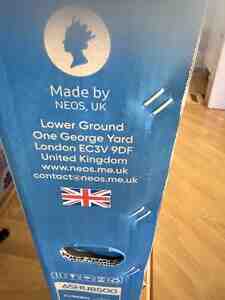 Made by
NEOS, UK
Lower Ground
One George Yard
London EC3V 9DF
United Kingdom
www.neos.me.uk
contact@neos.me.uk